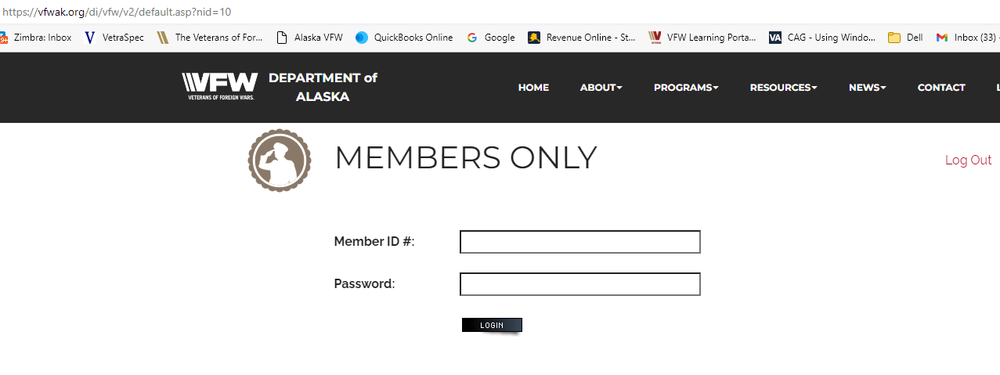 https://vfwak.org/di/vfw/v2/default.asp?nid=10
Zimbra: Inbox VetraSpec The Veterans of For... Alaska VFW QuickBooks Online Google Revenue Online - St... VFW Learning Porta... VA CAG - Using Windo... Dell Inbox (33) -
VFW DEPARTMENT of
VETERANS OF FOREIGN WARS. ALASKA
HOME ABOUT PROGRAMS RESOURCES NEWS CONTACT
MEMBERS ONLY
Log Out
Member ID #:
Password:
LOGIN